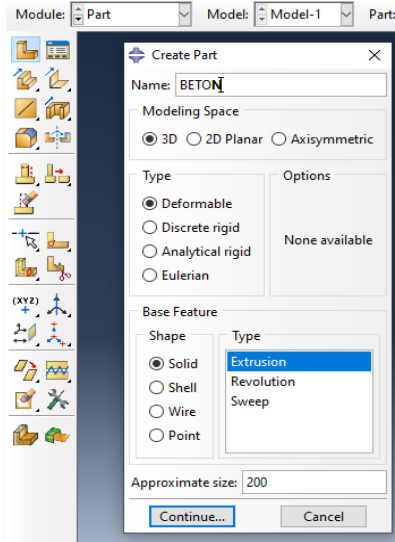 Module: Part Model: Model-1 Part:
Create Part
Name: BETON
Modeling Space
3D 2D Planar Axisymmetric
Type Options
Deformable
Discrete rigid
Analytical rigid
Eulerian
None available
Base Feature
Shape Type
Solid Extrusion
Shell Revolution
Wire Sweep
Point
Approximate size: 200
Continue... Cancel
(XYZ)